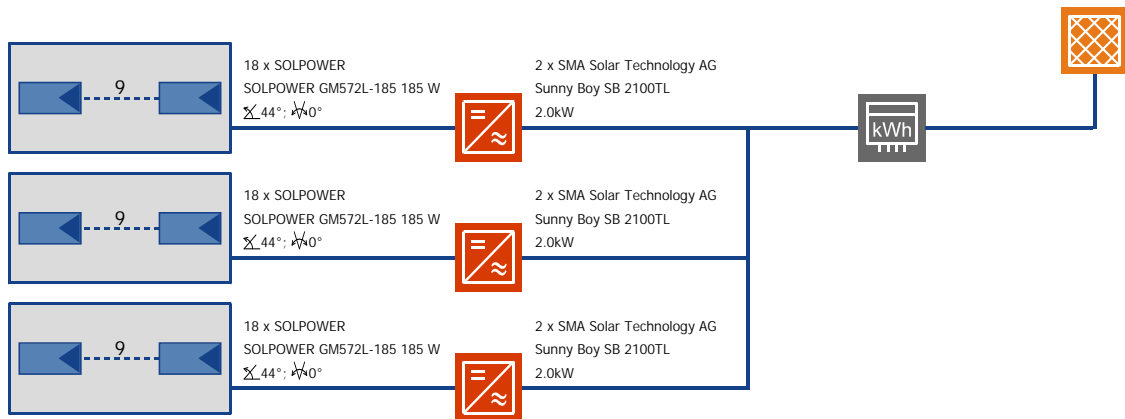 9
18 x SOLPOWER
SOLPOWER GM572L-185 185 W
44°; 0°
2 x SMA Solar Technology AG
Sunny Boy SB 2100TL
2.0kW
kWh
9
18 x SOLPOWER
SOLPOWER GM572L-185 185 W
44°; 0°
2 x SMA Solar Technology AG
Sunny Boy SB 2100TL
2.0kW
9
18 x SOLPOWER
SOLPOWER GM572L-185 185 W
44°; 0°
2 x SMA Solar Technology AG
Sunny Boy SB 2100TL
2.0kW